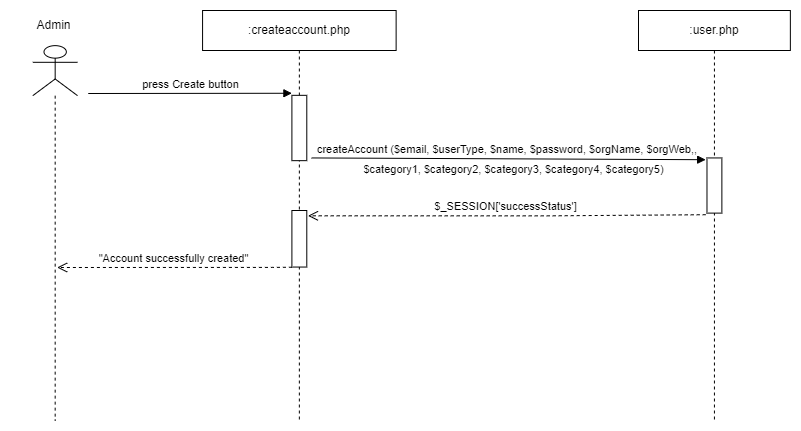 Admin
:createaccount.php
:user.php
press Create button
createAccount ($email, $userType, $name, $password, $orgName, $orgWeb,,
$category1, $category2, $category3, $category4, $category5)
$_SESSION['successStatus']
"Account successfully created"